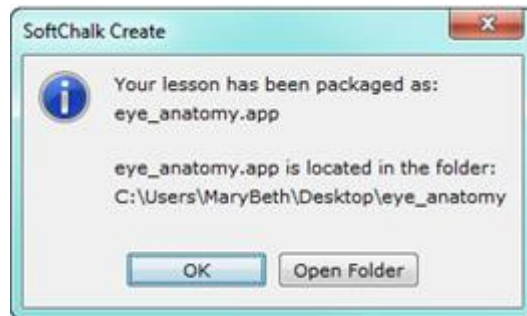 SoftChalk Create
Your lesson has been packaged as:
eye_anatomy.app
eye_anatomy.app is located in the folder:
C:\Users\MaryBeth\Desktop\eye_anatomy
OK
Open Folder